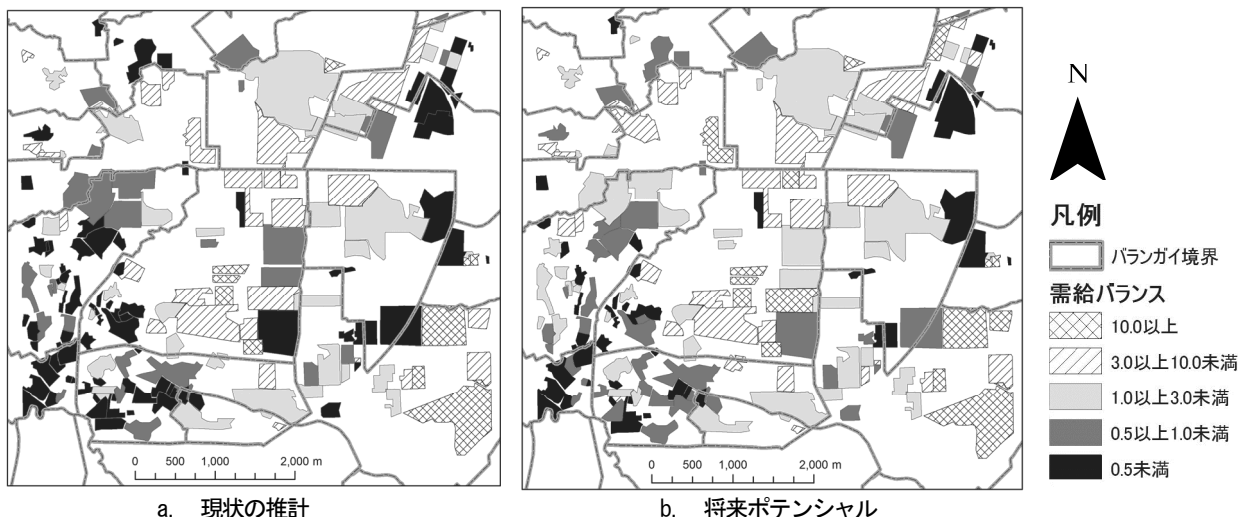 0 500 1,000 2,000 m
a. 現状の推計
0 500 1,000 2,000 m
b. 将来ポテンシャル
N
凡例
バランガイ境界
需給バランス
10.0以上
3.0以上10.0未満
1.0以上3.0未満
0.5以上1.0未満
0.5未満